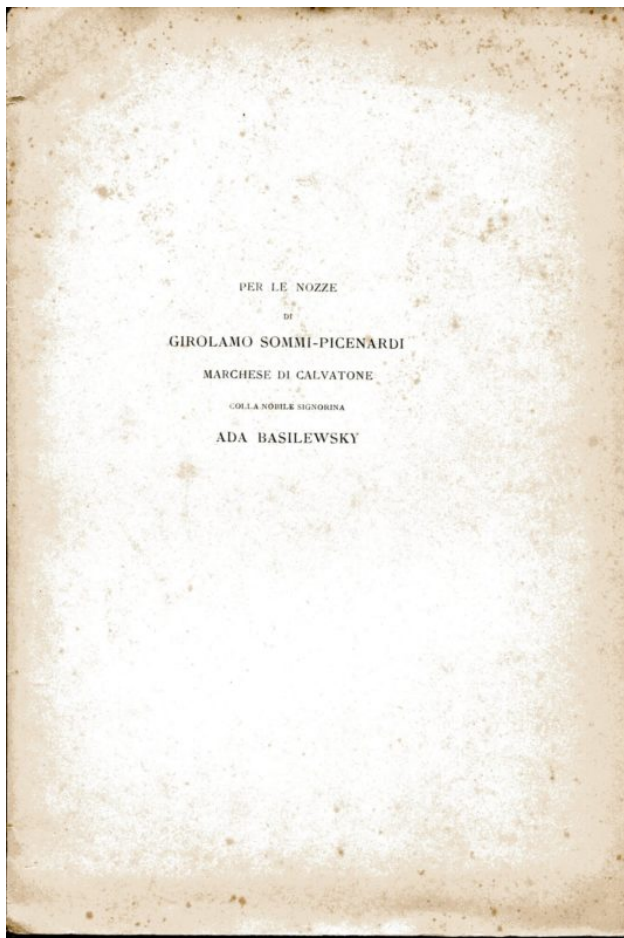 PER LE NOZZE
DI
GIROLAMO SOMMI-PICENARDI
MARCHESE DI CALVATONE
COLLA NOBILE SIGNORINA
ADA BASILEWSKY